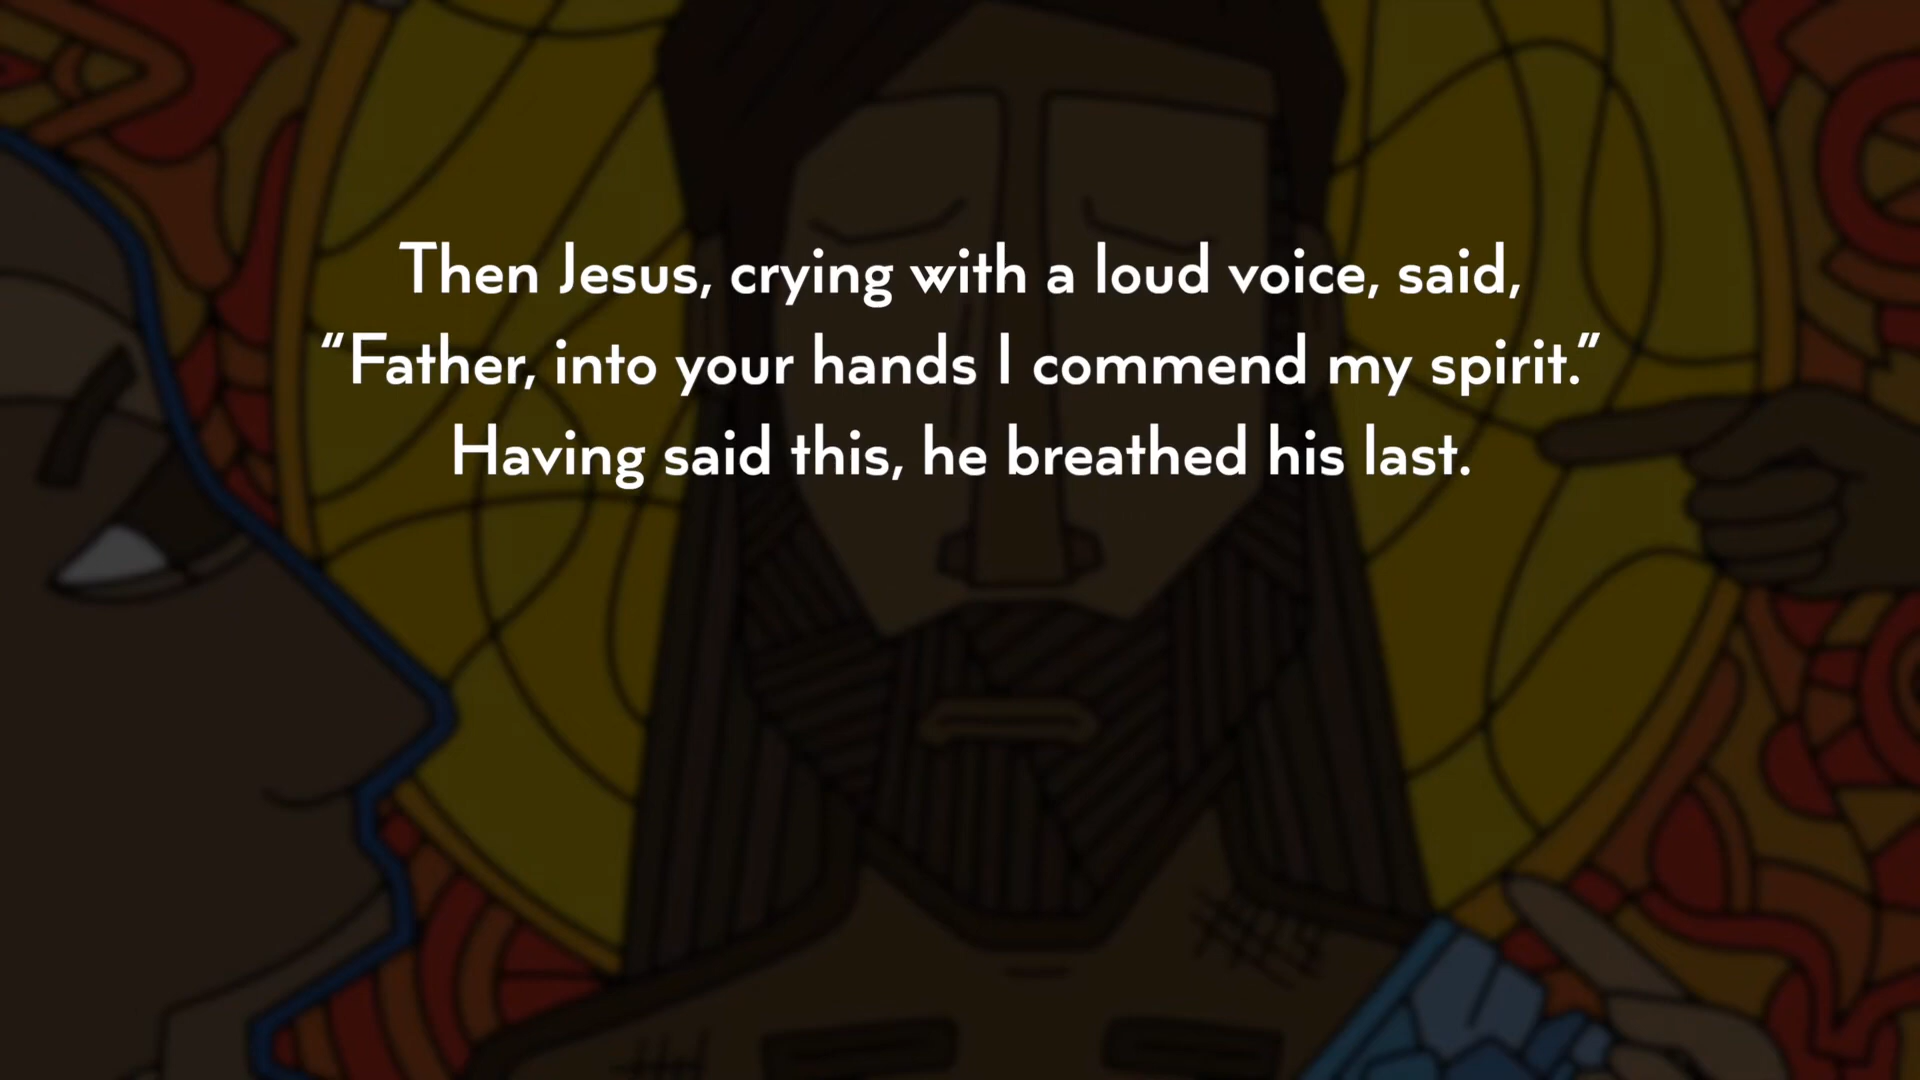 Then Jesus, crying with a loud voice, said,
“Father, into your hands I commend my spirit.”
Having said this, he breathed his last.